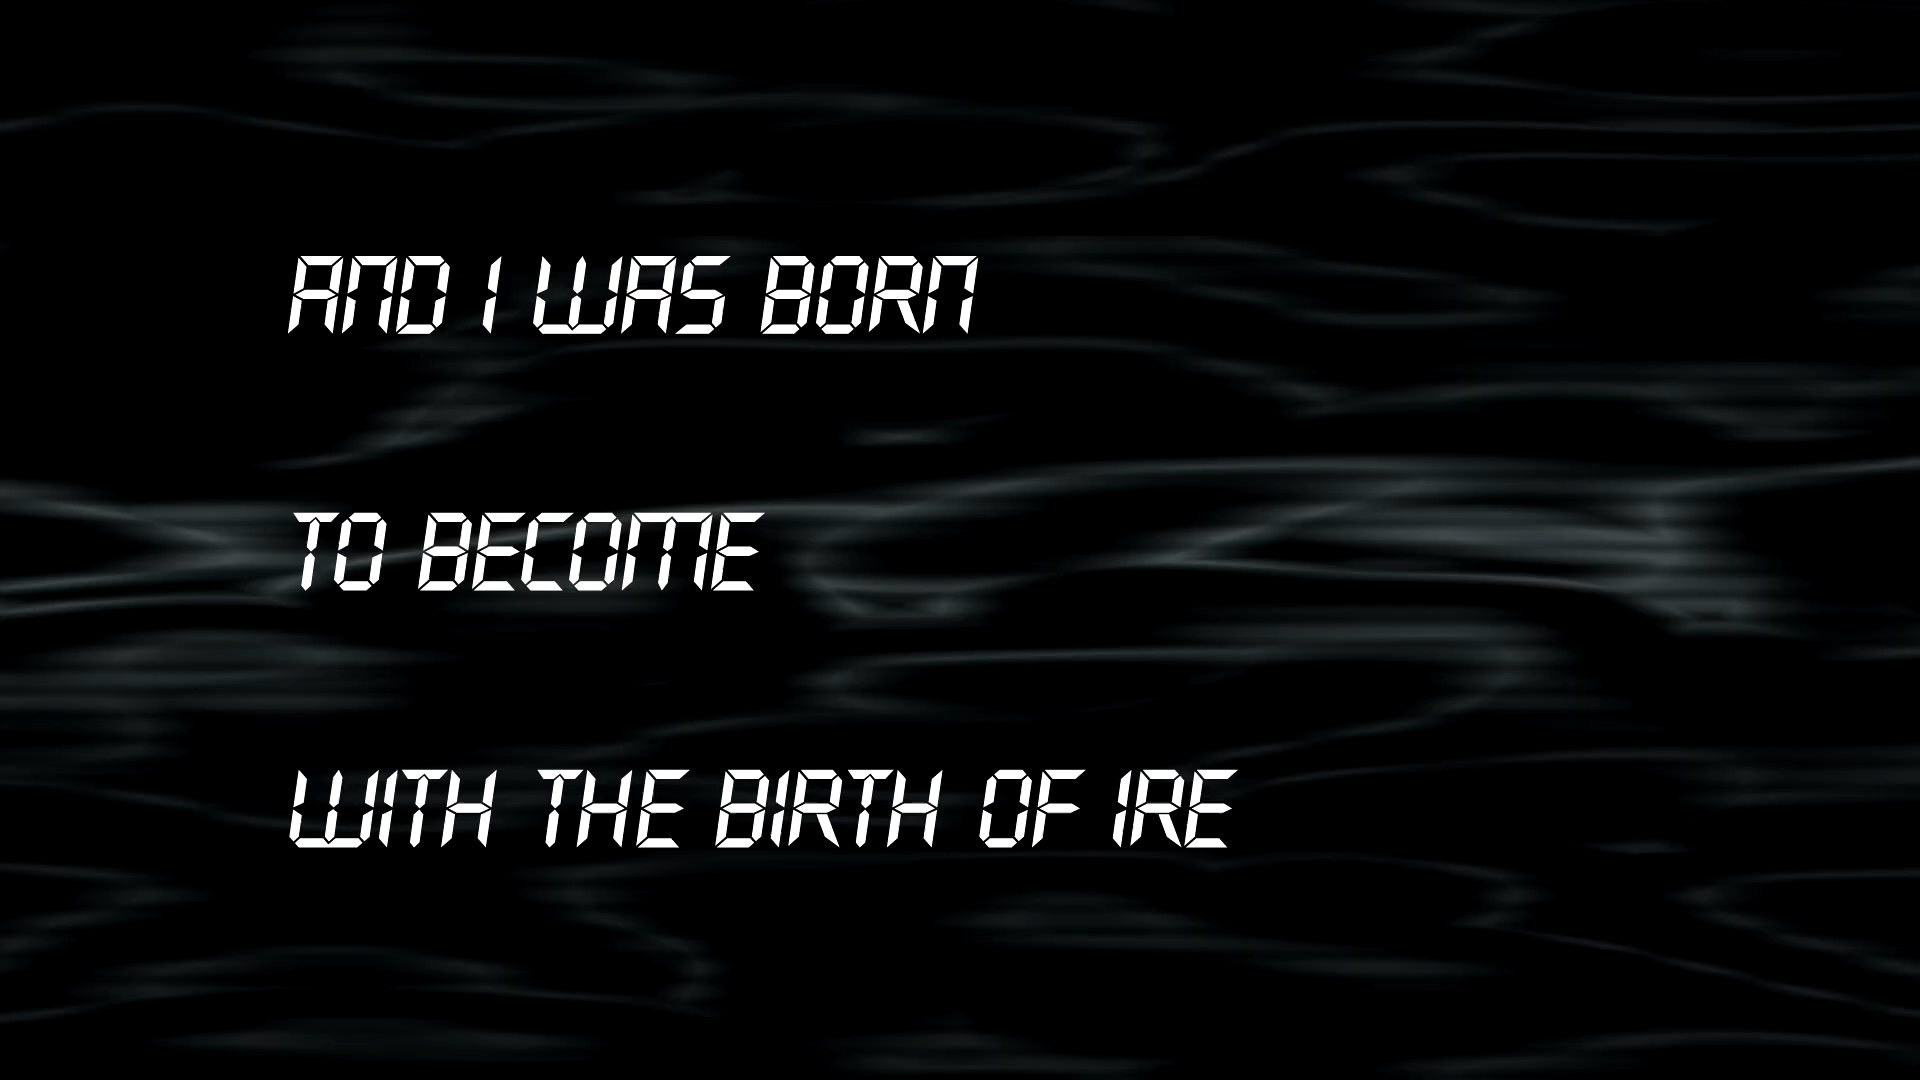 AND I WAS BORN
TO BECOME
WITH THE BIRTH OF IRE